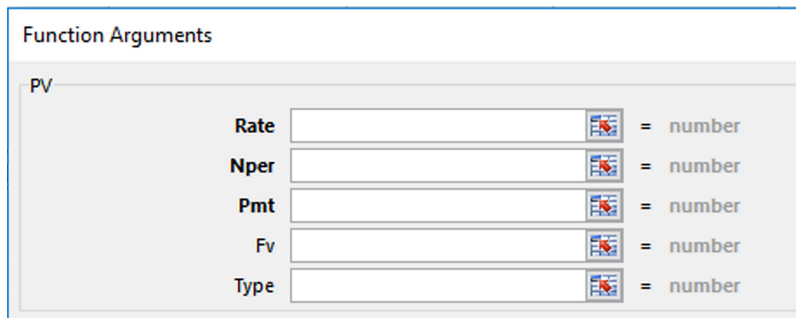 Function Arguments
PV
Rate = number
Nper = number
Pmt = number
Fv = number
Type = number